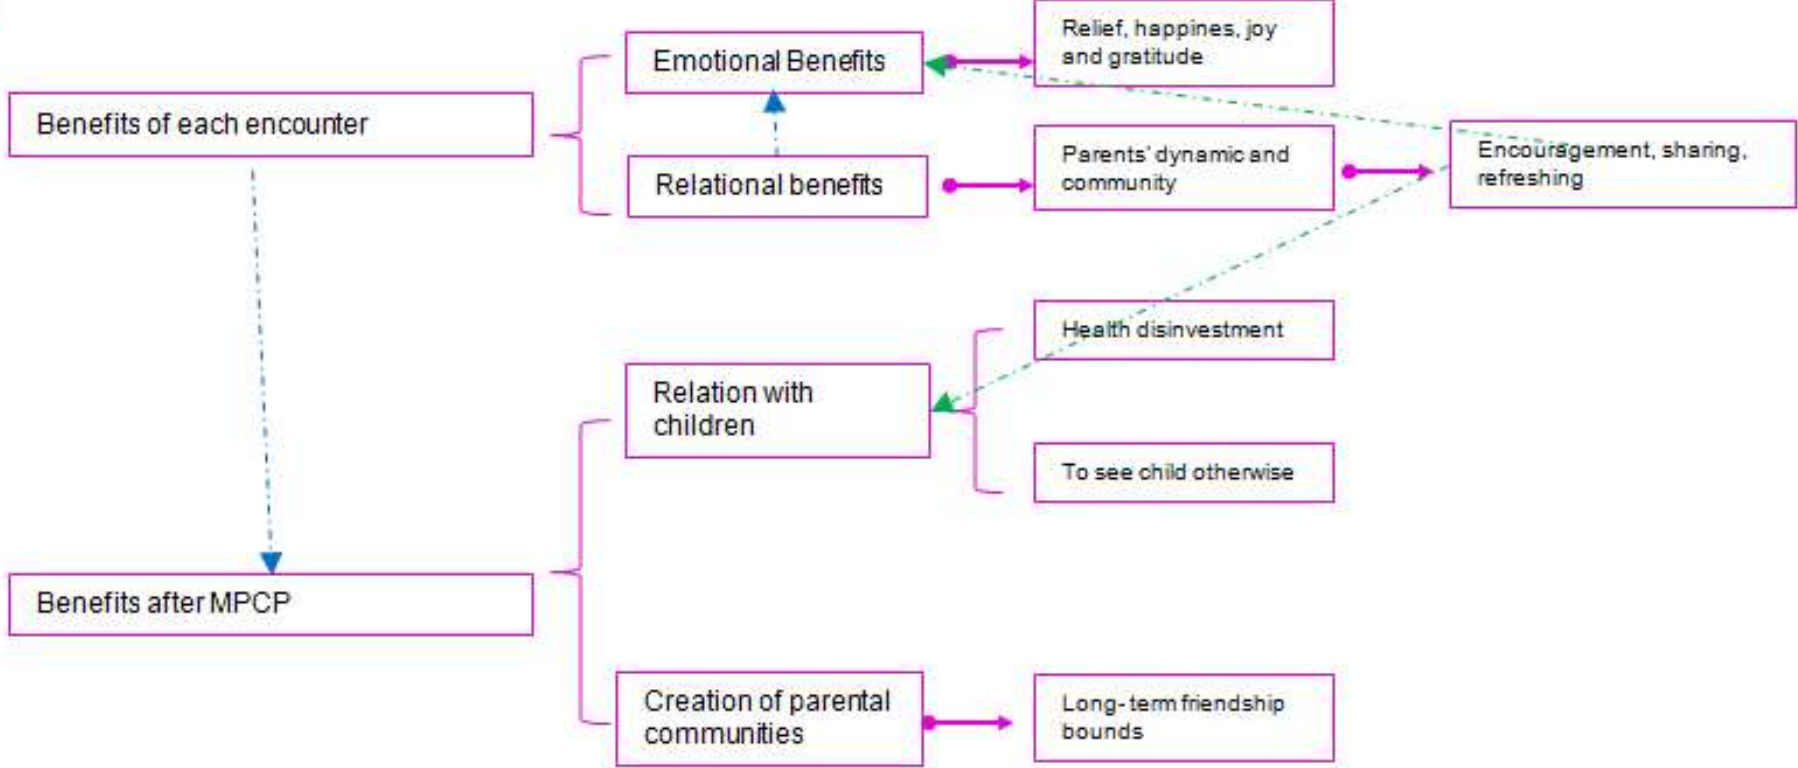 Relief, happines, joy
and gratitude
Emotional Benefits
Benefits of each encounter
Relational benefits
Parents' dynamic and
community
Encouragement, sharing,
refreshing
Health disinvestment
Relation with
children
To see child otherwise
Benefits after MPCP
Creation of parental
communities
Long- term friendship
bounds